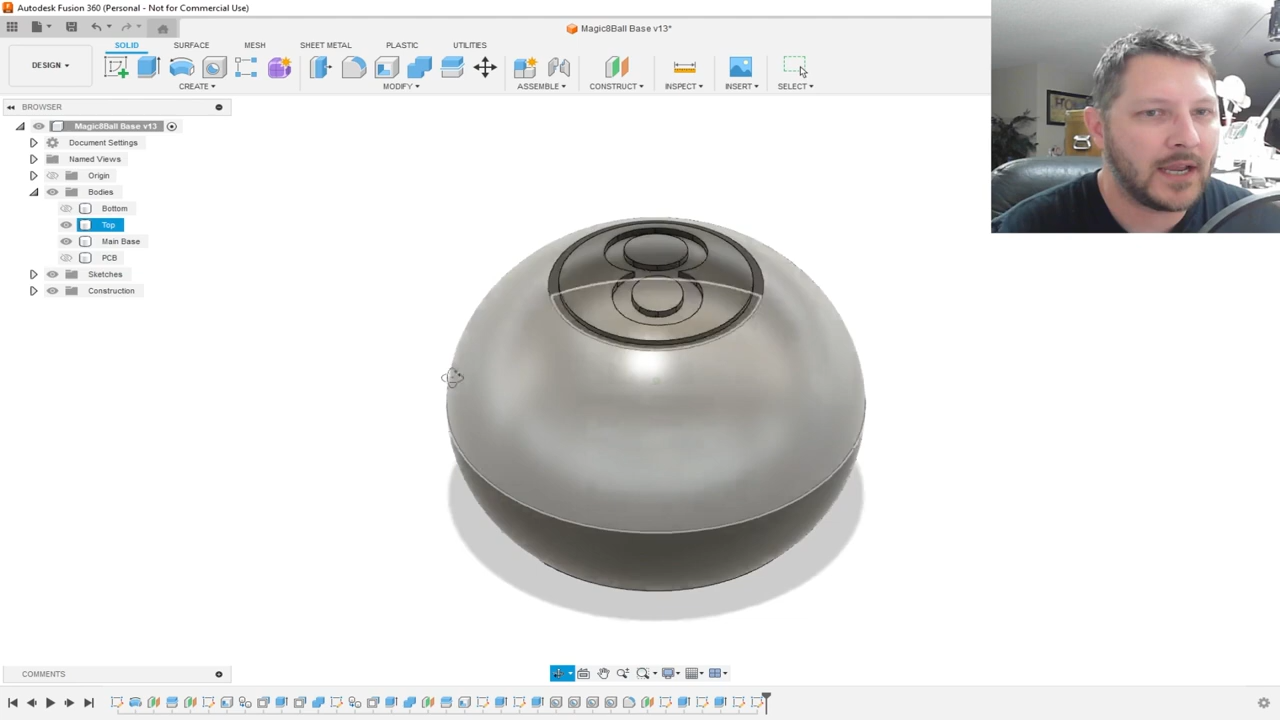 Autodesk Fusion 360 (Personal - Not for Commercial Use)
Magic8Ball Base v13*
DESIGN
SOLID
SURFACE
MESH
SHEET METAL
PLASTIC
UTILITIES
CREATE
MODIFY
ASSEMBLE
CONSTRUCT
INSPECT
INSERT
SELECT
BROWSER
Magic8Ball Base v13
Document Settings
Named Views
Origin
Bodies
Bottom
Top
Main Base
PCB
Sketches
Construction
8
COMMENTS